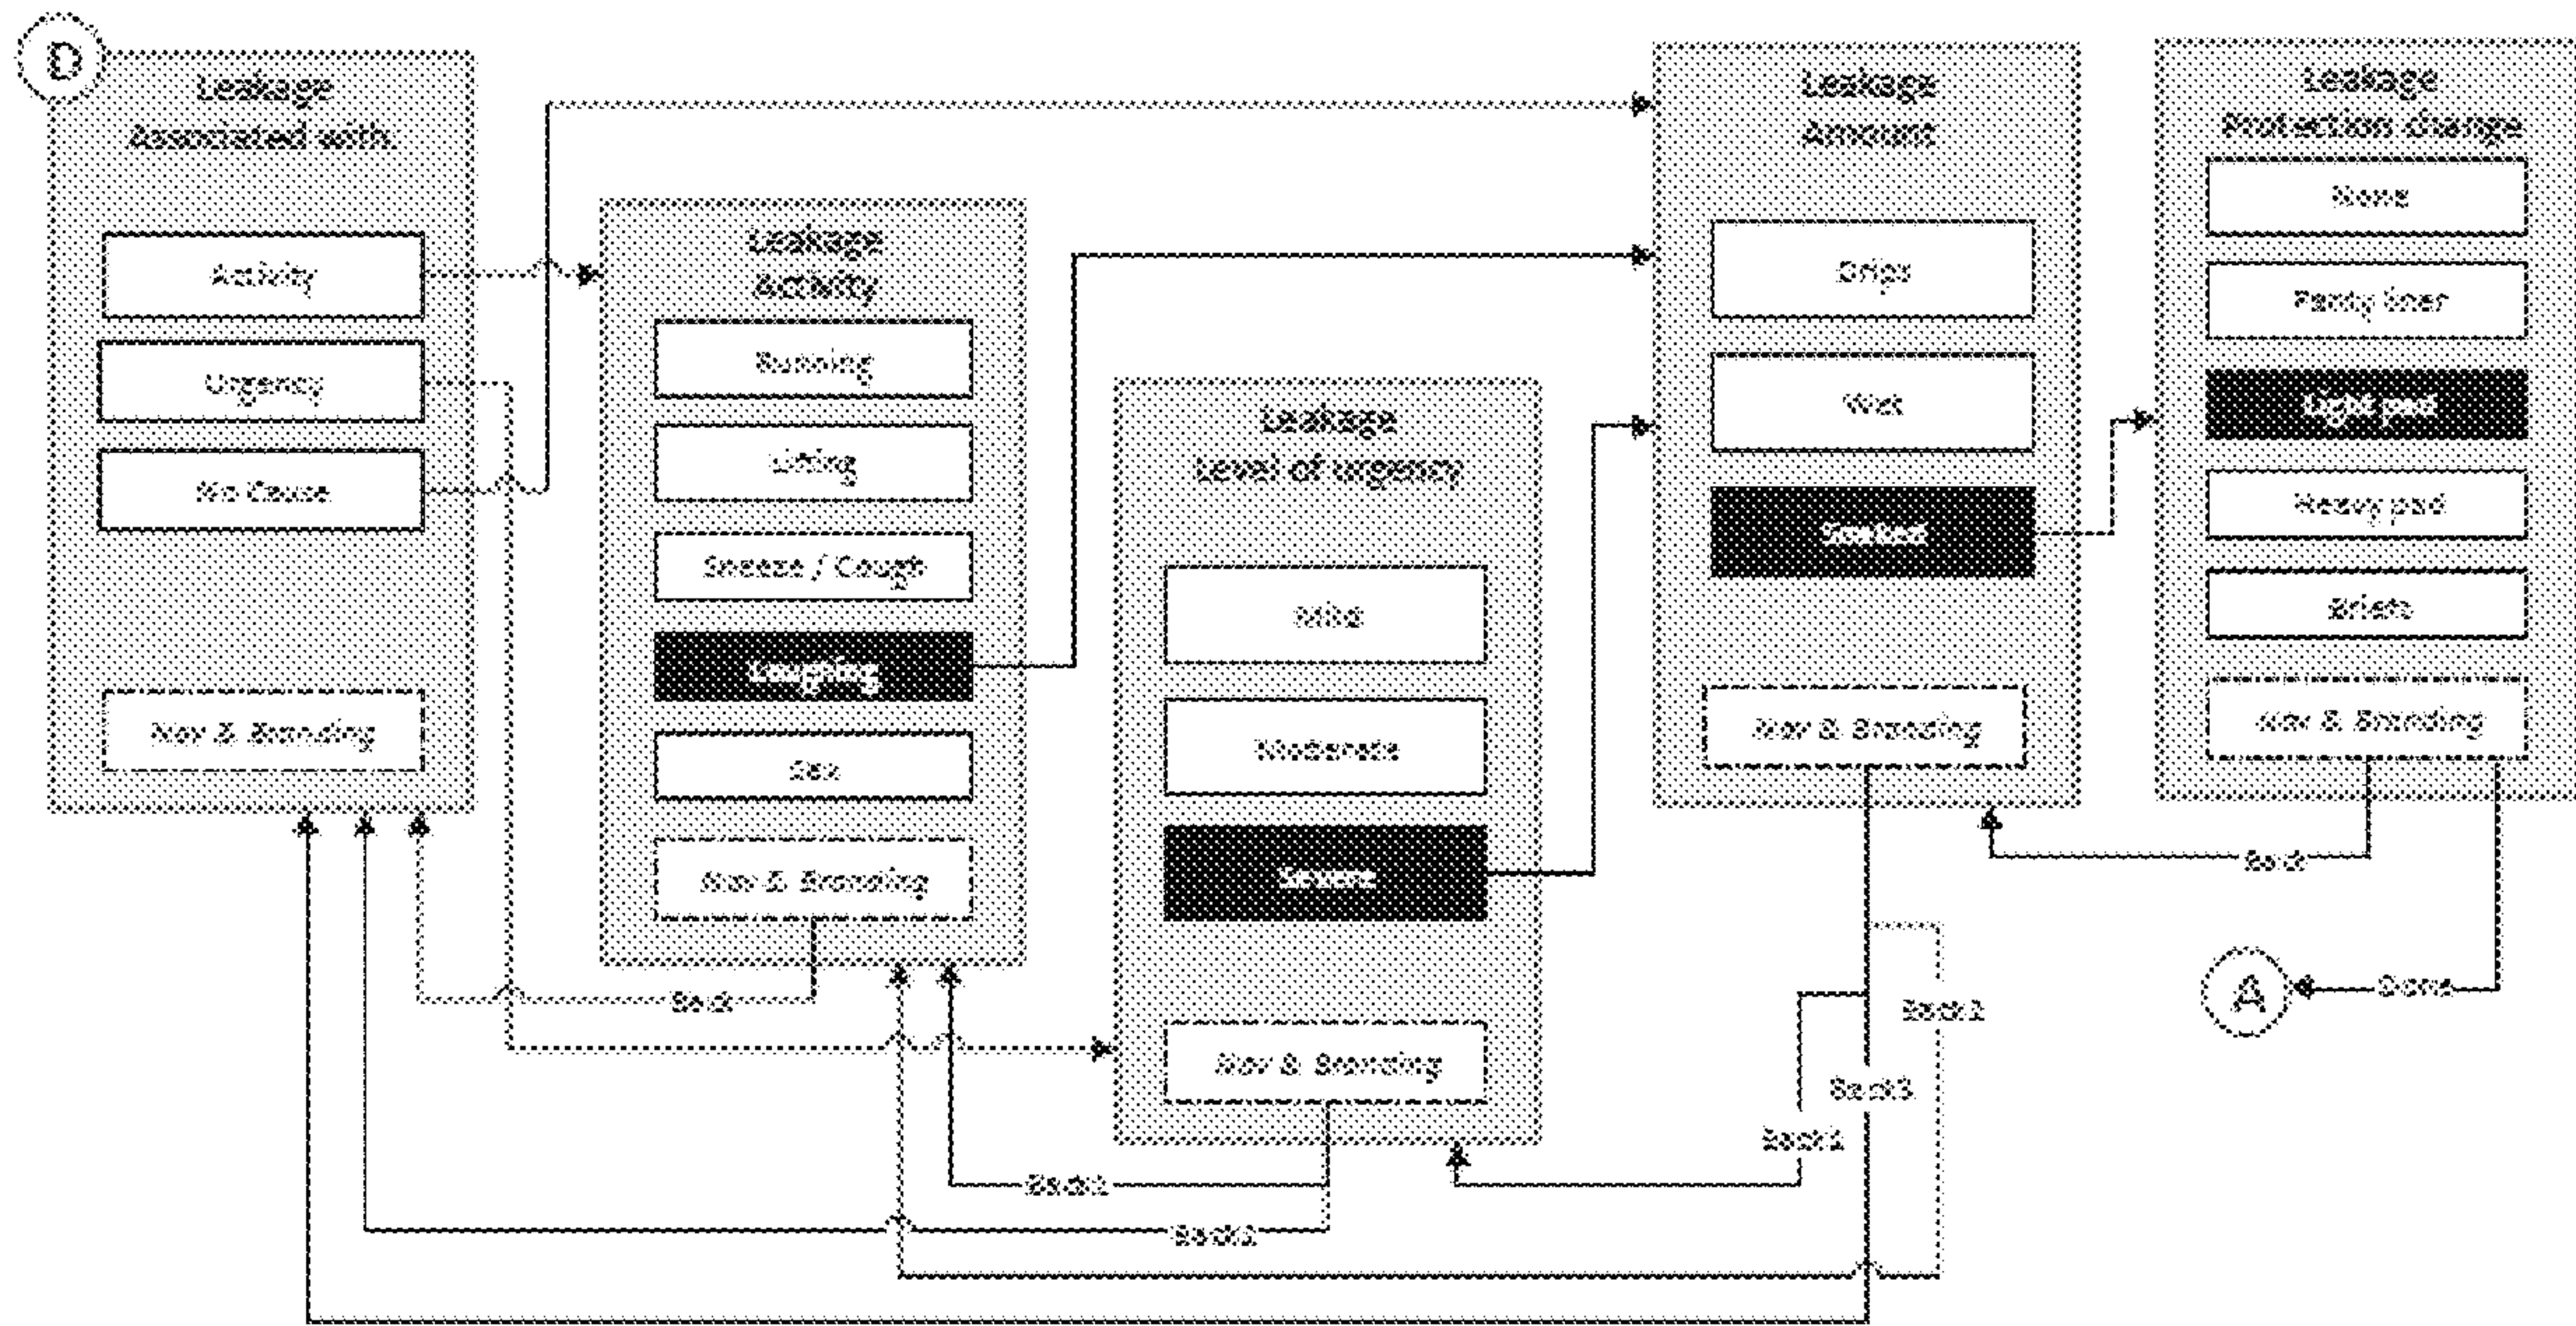 D
Leakage
Associated with
Activity
Urgency
No Cause
Nav & Branding
Leakage
Activity
Running
Lifting
Sneeze / Cough
Laughing
Sex
Nav & Branding
Back
Leakage
Level of urgency
Mild
Moderate
Severe
Nav & Branding
Leakage
Amount
Drips
Wet
Soaked
Nav & Branding
Back2
Back3
Back1
Leakage
Protection change
None
Panty liner
Light pad
Heavy pad
Briefs
Nav & Branding
Back
A
Done